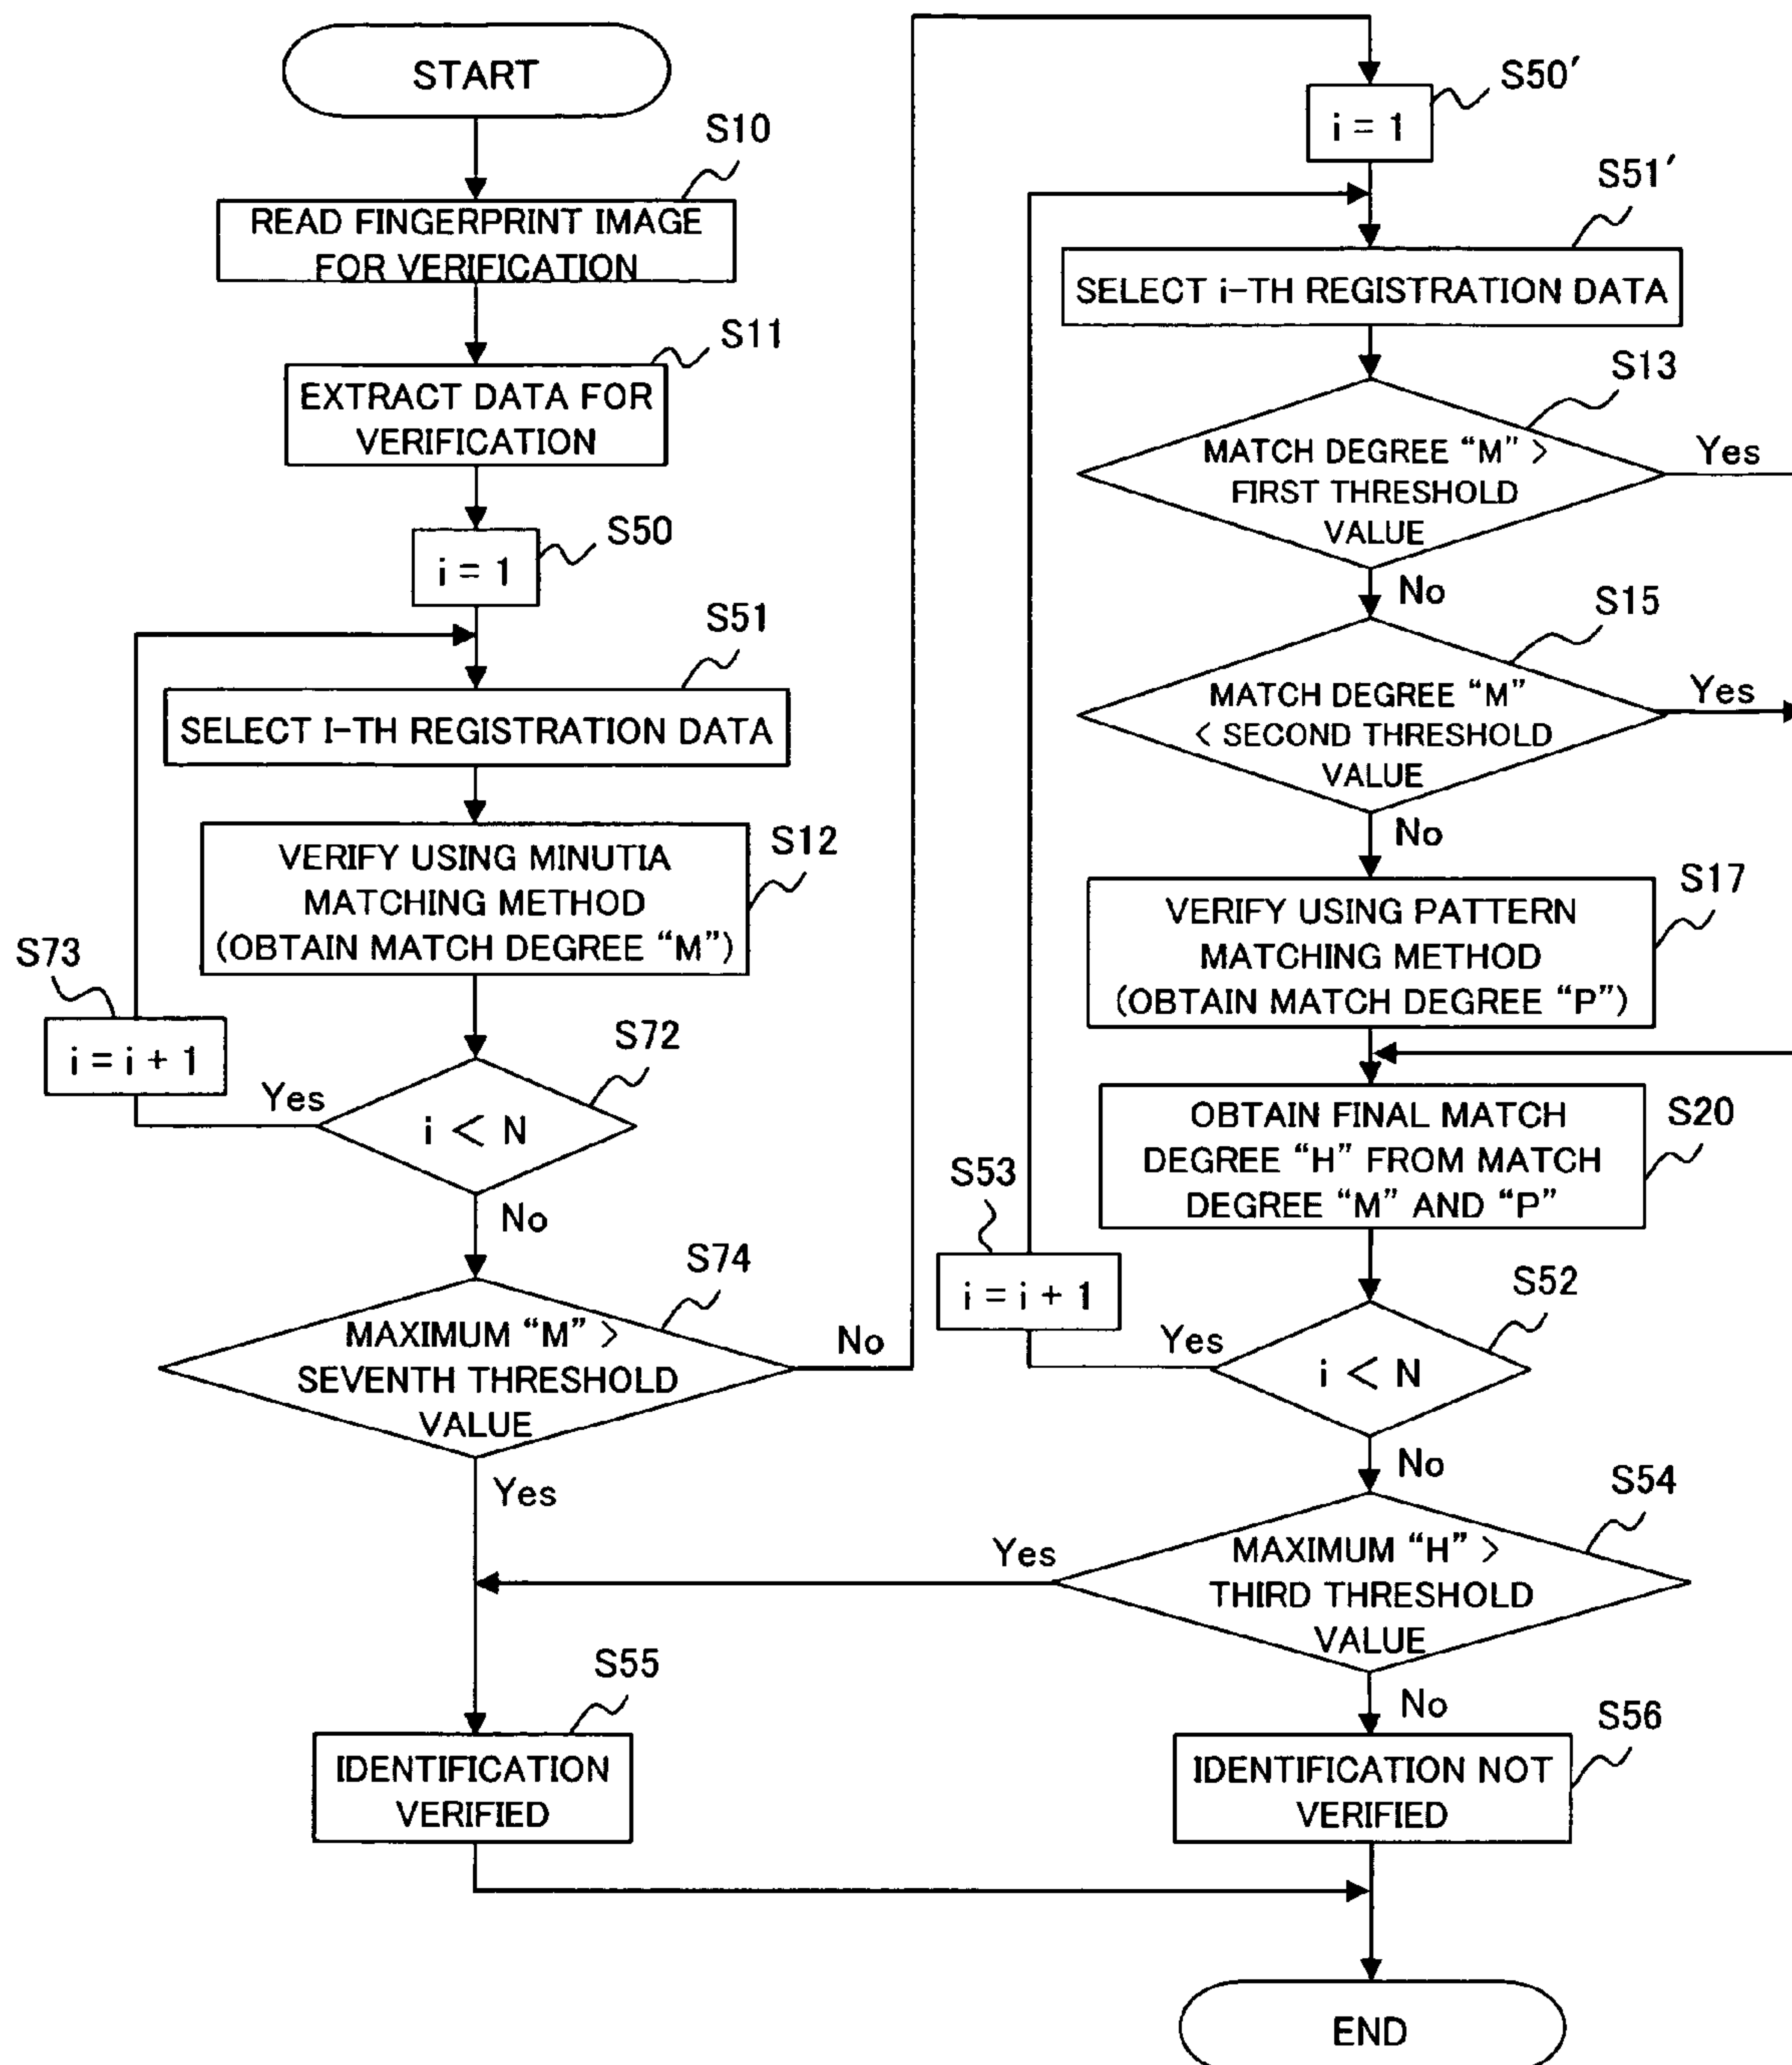 START
S10
READ FINGERPRINT IMAGE
FOR VERIFICATION
S11
EXTRACT DATA FOR
VERIFICATION
S50
i = 1
S51
SELECT I-TH REGISTRATION DATA
S12
VERIFY USING MINUTIA
MATCHING METHOD
(OBTAIN MATCH DEGREE “M”)
S73
i = i + 1
S72
Yes
i < N
No
S74
MAXIMUM “M” >
SEVENTH THRESHOLD
VALUE
No
Yes
S55
IDENTIFICATION
VERIFIED
S50′
i = 1
S51′
SELECT i-TH REGISTRATION DATA
S13
MATCH DEGREE “M” >
FIRST THRESHOLD
VALUE
Yes
No
S15
MATCH DEGREE “M”
< SECOND THRESHOLD
VALUE
Yes
No
S17
VERIFY USING PATTERN
MATCHING METHOD
(OBTAIN MATCH DEGREE “P”)
S20
OBTAIN FINAL MATCH
DEGREE “H” FROM MATCH
DEGREE “M” AND “P”
S53
i = i + 1
S52
Yes
i < N
No
S54
Yes
MAXIMUM “H” >
THIRD THRESHOLD
VALUE
No
S56
IDENTIFICATION NOT
VERIFIED
END